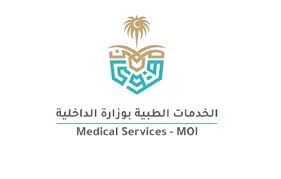 الخدمات الطبية بوزارة الداخلية
Medical Services - MOI